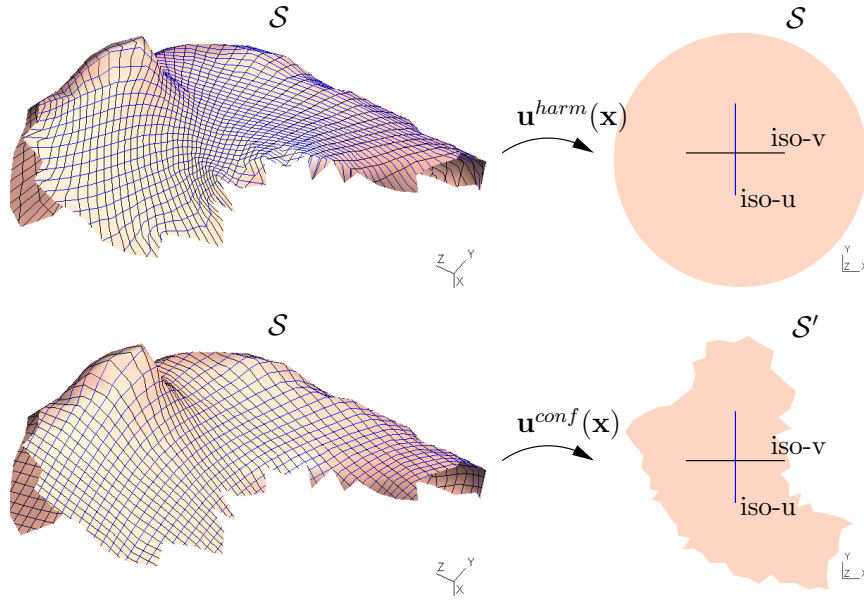 𝒮
𝒮
u^{harm}(x)
iso-v
iso-u
Z Y
X
Y
Z X
𝒮
𝒮′
u^{conf}(x)
iso-v
iso-u
Z Y
X
Y
Z X